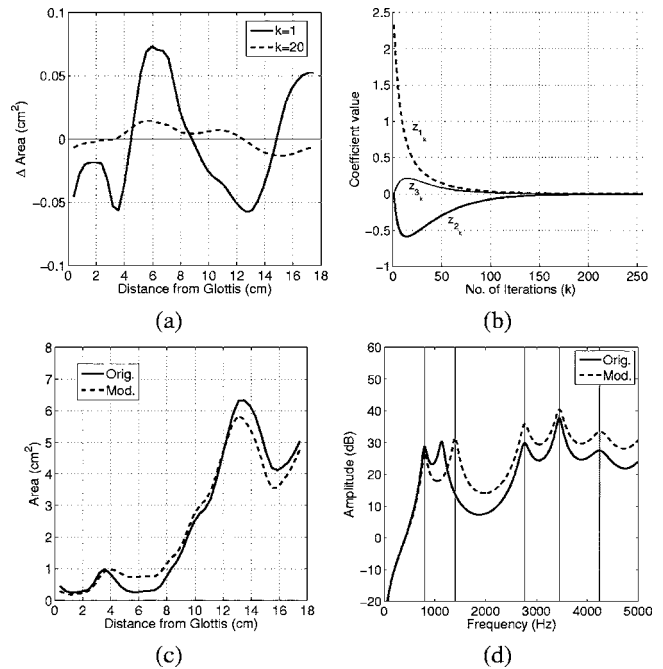 k=1
k=20
0.1
0.05
0
−0.05
−0.1
Δ Area (cm²)
0 2 4 6 8 10 12 14 16 18
Distance from Glottis (cm)
(a)
2.5
2
1.5
1
0.5
0
−0.5
−1
Coefficient value
z1k
z3k
z2k
0 50 100 150 200 250
No. of Iterations (k)
(b)
Orig.
Mod.
8
7
6
5
4
3
2
1
0
Area (cm²)
0 2 4 6 8 10 12 14 16 18
Distance from Glottis (cm)
(c)
Orig.
Mod.
60
50
40
30
20
10
0
−10
−20
Amplitude (dB)
0 1000 2000 3000 4000 5000
Frequency (Hz)
(d)